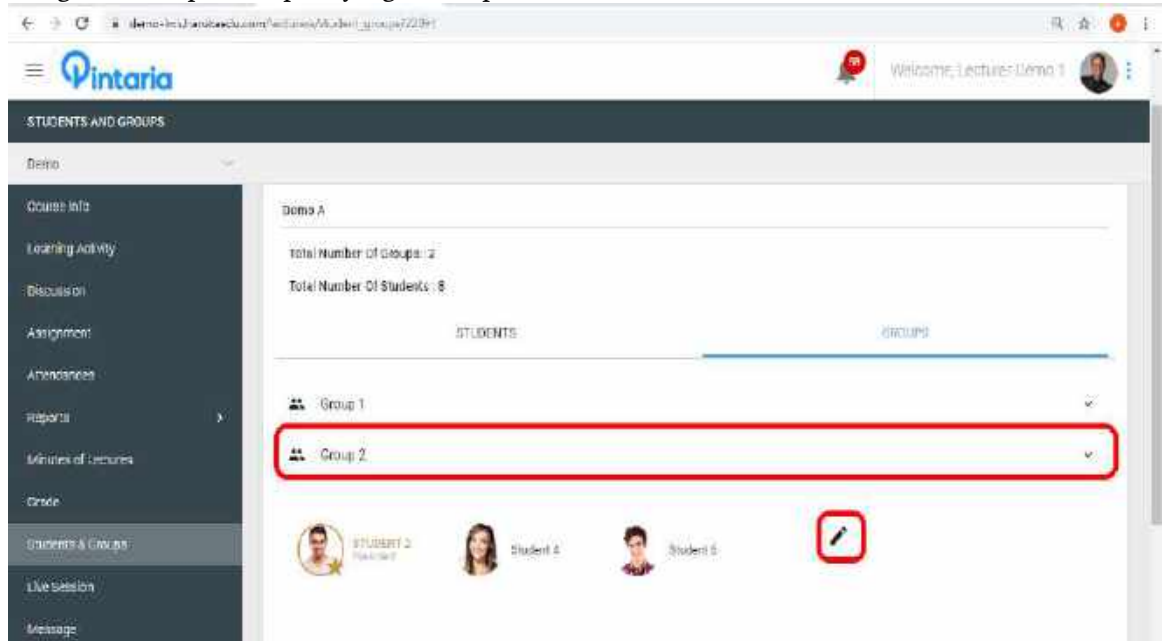 Pintaria
Welcome, Lectures Demo 1
STUDENTS AND GROUPS
Demo
Course Info
Learning Activity
Discussion
Assignment
Attendances
Reports
Minutes of Lectures
Grade
Students & Groups
Live Session
Message
Demo A
Total Number Of Groups : 2
Total Number Of Students : 8
STUDENTS
GROUPS
Group 1
Group 2
STUDENT 2
Student 4
Student 5